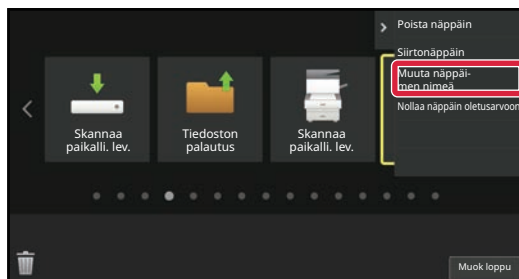 Poista näppäin
Siirtonäppäin
Muuta näppäi-
men nimeä
Nollaa näppäin oletusarvoon
Skannaa
paikalli. lev.
Tiedoston
palautus
Skannaa
paikalli. lev.
Muok loppu